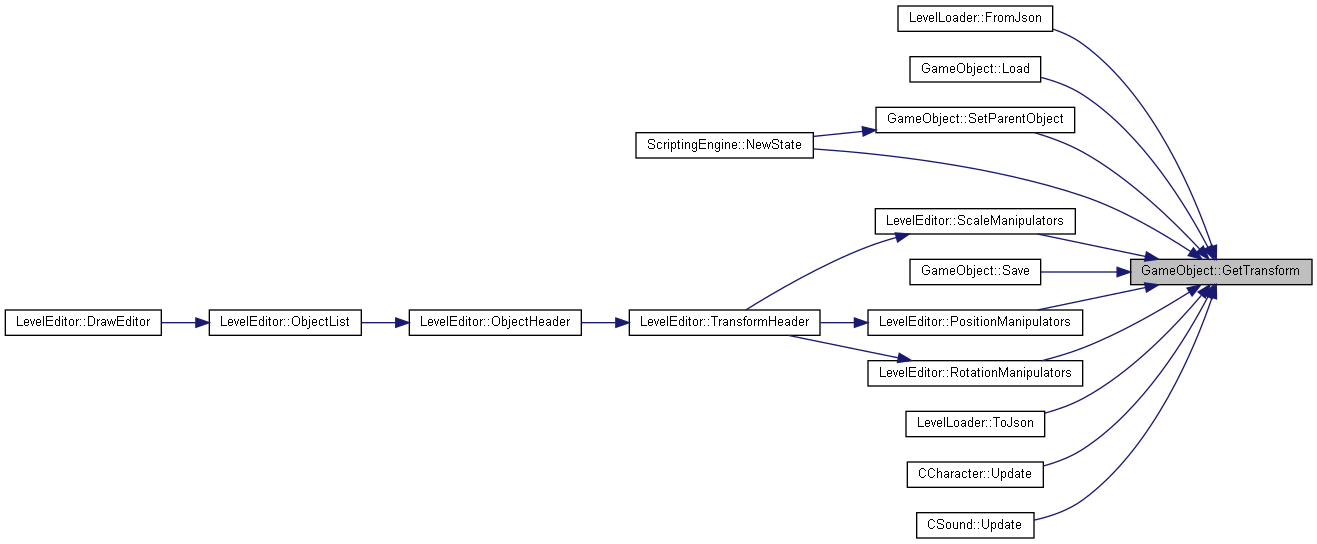 LevelLoader::FromJson
GameObject::Load
GameObject::SetParentObject
ScriptingEngine::NewState
LevelEditor::ScaleManipulators
GameObject::Save
GameObject::GetTransform
LevelEditor::DrawEditor
LevelEditor::ObjectList
LevelEditor::ObjectHeader
LevelEditor::TransformHeader
LevelEditor::PositionManipulators
LevelEditor::RotationManipulators
LevelLoader::ToJson
CCharacter::Update
CSound::Update